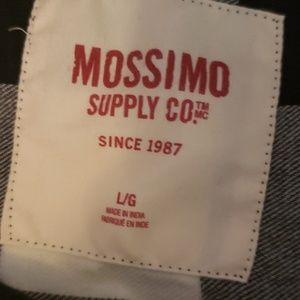 MOSSIMO
SUPPLY CO.™ MC
SINCE 1987
L/G
MADE IN INDIA
FABRIQUÉ EN INDE